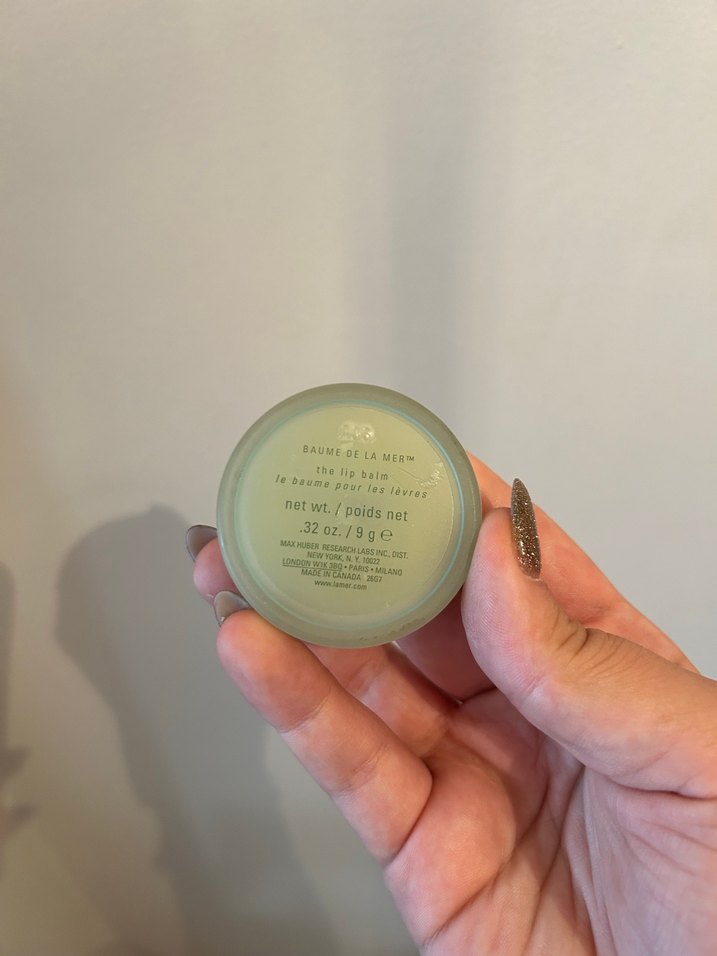 BAUME DE LA MER™
the lip balm
le baume pour les lèvres
net wt. / poids net
.32 oz. / 9 g ℮
MAX HUBER RESEARCH LABS INC., DIST.
NEW YORK, N.Y. 10022
LONDON W1K 3BQ • PARIS • MILANO
MADE IN CANADA 26G7
www.lamer.com